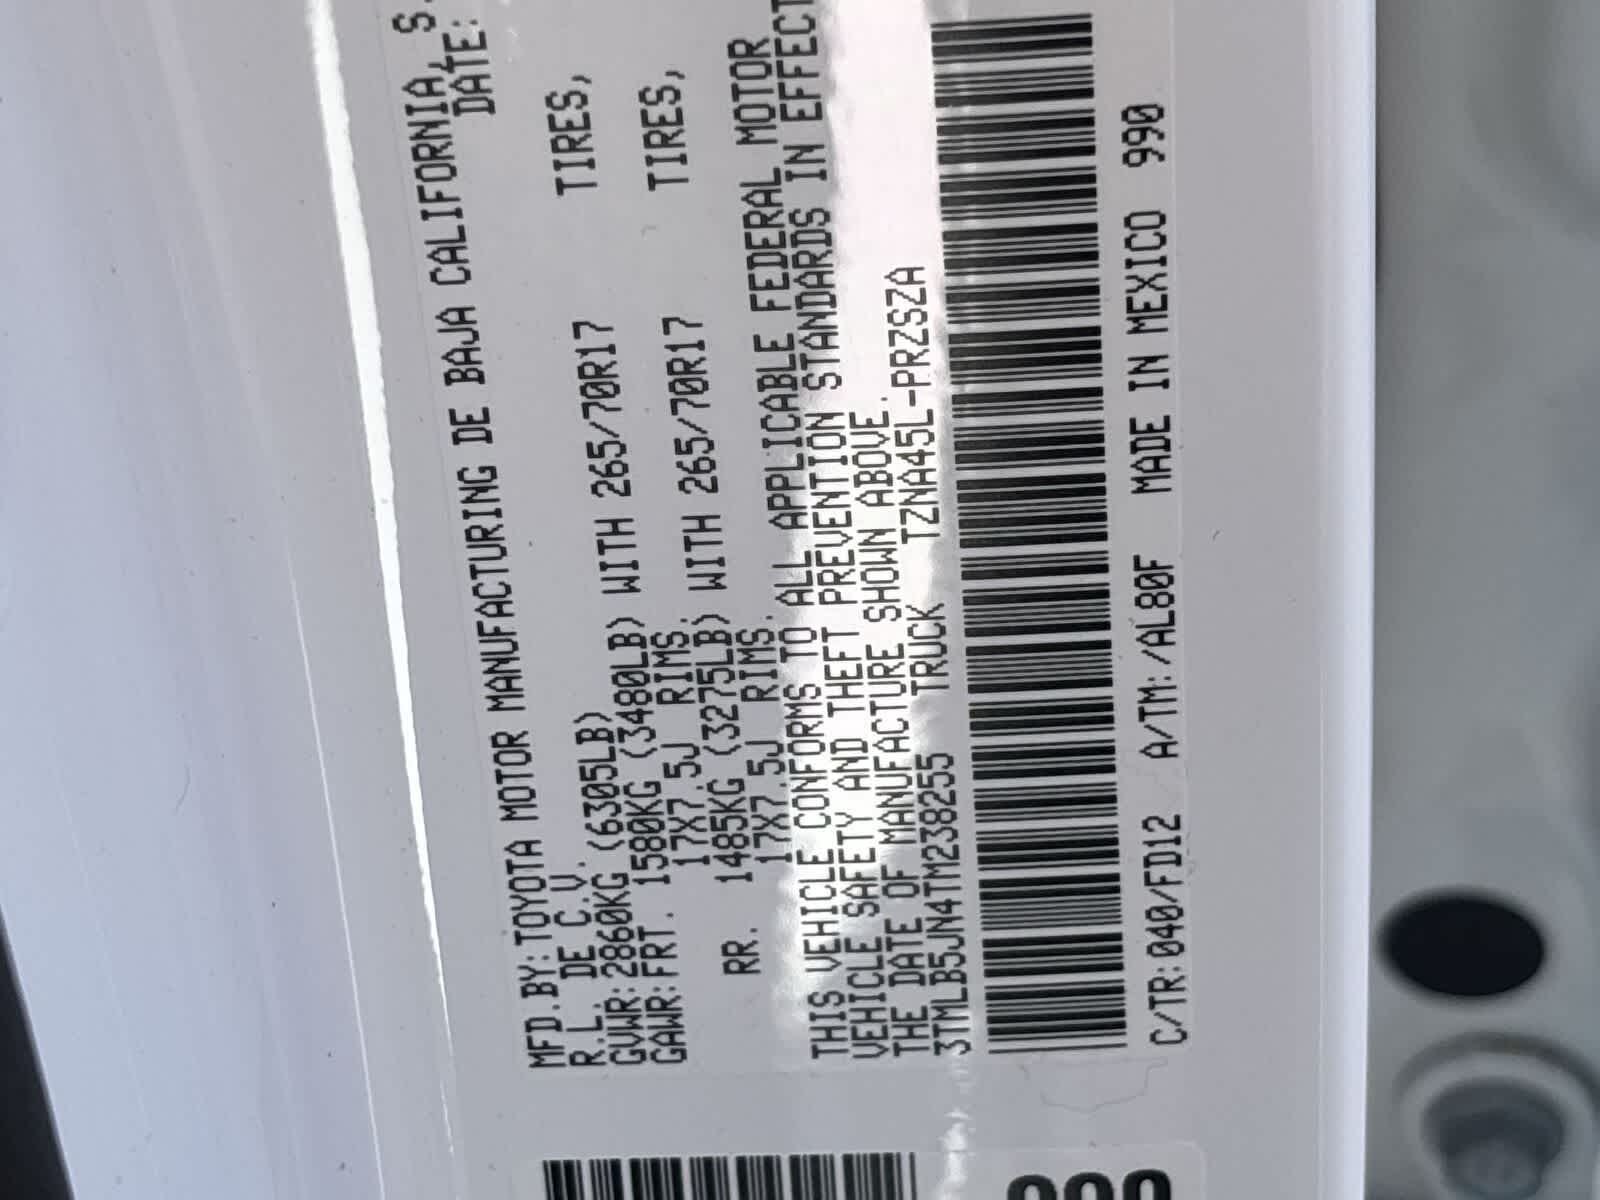 MFD.BY:TOYOTA MOTOR MANUFACTURING DE BAJA CALIFORNIA, S.
R.L. DE C.V. DATE:
GVWR:2860KG (6305LB)
GAWR:FRT. 1580KG (3480LB) WITH 265/70R17 TIRES,
17X7.5J RIMS.
RR. 1485KG (3275LB) WITH 265/70R17 TIRES,
17X7.5J RIMS.
THIS VEHICLE CONFORMS TO ALL APPLICABLE FEDERAL MOTOR
VEHICLE SAFETY AND THEFT PREVENTION STANDARDS IN EFFECT
THE DATE OF MANUFACTURE SHOWN ABOVE.
3TMLB5JN4TM238255 TRUCK TZNA45L-PRZSZA
C/TR:040/FD12 A/TM:/AL80F MADE IN MEXICO 990